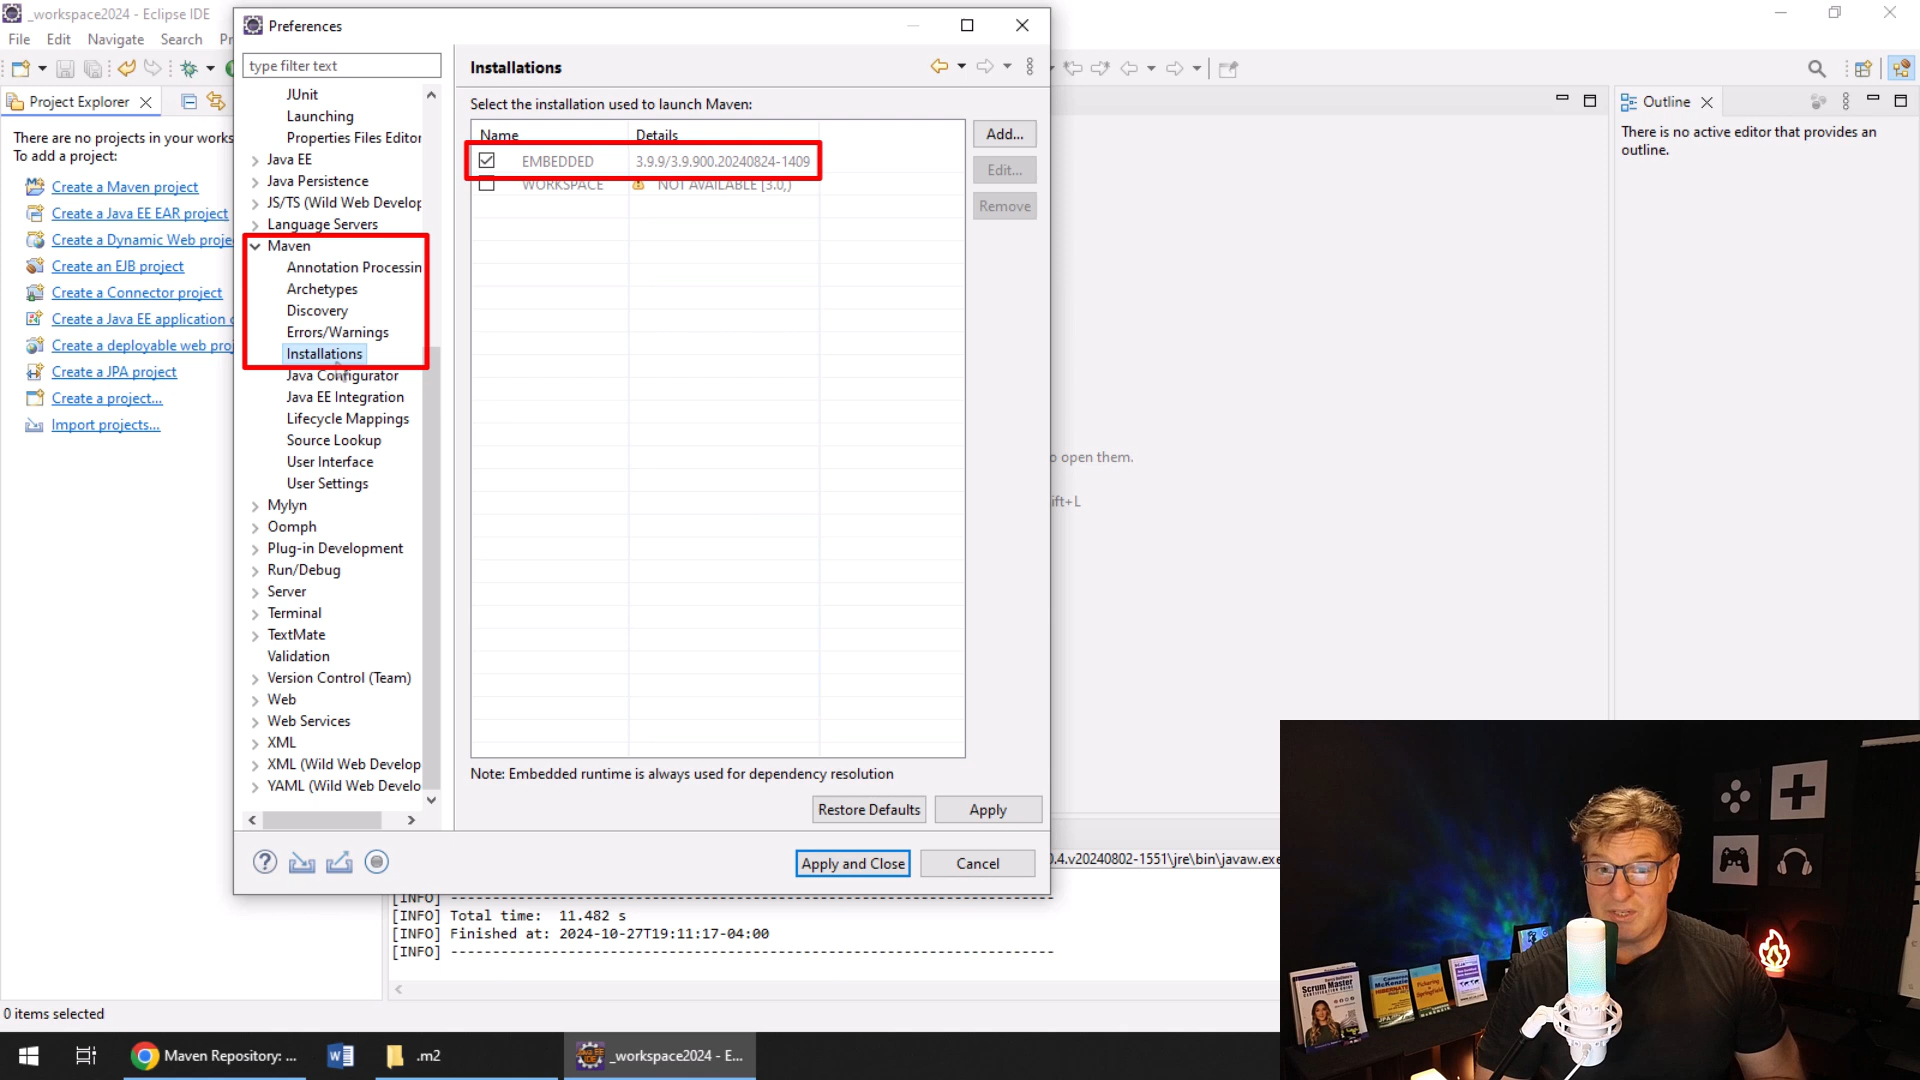 _workspace2024 - Eclipse IDE
File Edit Navigate Search Pr
Project Explorer
There are no projects in your works
To add a project:
Create a Maven project
Create a Java EE EAR project
Create a Dynamic Web proje
Create an EJB project
Create a Connector project
Create a Java EE application
Create a deployable web proj
Create a JPA project
Create a project...
Import projects...
0 items selected
Preferences
type filter text
JUnit
Launching
Properties Files Editor
Java EE
Java Persistence
JS/TS (Wild Web Develop
Language Servers
Maven
Annotation Processin
Archetypes
Discovery
Errors/Warnings
Installations
Java Configurator
Java EE Integration
Lifecycle Mappings
Source Lookup
User Interface
User Settings
Mylyn
Oomph
Plug-in Development
Run/Debug
Server
Terminal
TextMate
Validation
Version Control (Team)
Web
Web Services
XML
XML (Wild Web Develop
YAML (Wild Web Develo
Installations
Select the installation used to launch Maven:
Name Details
EMBEDDED 3.9.9/3.9.900.20240824-1409
WORKSPACE NOT AVAILABLE [3.0,)
Add...
Edit...
Remove
Note: Embedded runtime is always used for dependency resolution
Restore Defaults Apply
Apply and Close Cancel
o open them.
ift+L
Outline
There is no active editor that provides an
outline.
0.4.v20240802-1551\jre\bin\javaw.exe
[INFO] ------------------------------------------------------------------------
[INFO] Total time:  11.482 s
[INFO] Finished at: 2024-10-27T19:11:17-04:00
[INFO] ------------------------------------------------------------------------
Scrum Master
HIBERNATE
Maven Repository: ...
.m2
_workspace2024 - E...